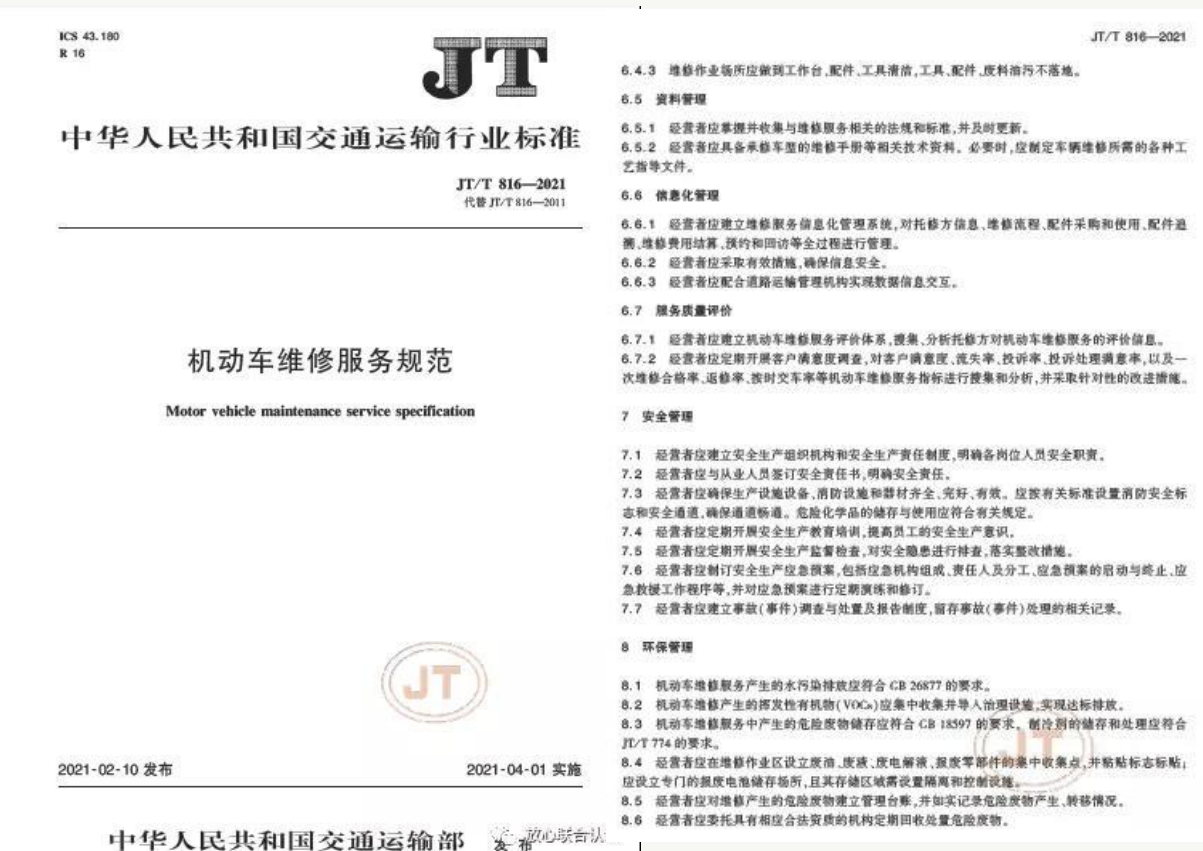 ICS 43.180
R 16
JT
中华人民共和国交通运输行业标准
JT/T 816—2021
代替 JT/T 816—2011
机动车维修服务规范
Motor vehicle maintenance service specification
JT
2021-02-10 发布
2021-04-01 实施
中华人民共和国交通运输部 发布
放心联合认
JT/T 816—2021
6.4.3 维修作业场所应做到工作台、配件、工具清洁,工具、配件、废料油污不落地。
6.5 资料管理
6.5.1 经营者应掌握并收集与维修服务相关的法规和标准,并及时更新。
6.5.2 经营者应具备承修车型的维修手册等相关技术资料。必要时,应制定车辆维修所需的各种工
艺指导文件。
6.6 信息化管理
6.6.1 经营者应建立维修服务信息化管理系统,对托修方信息、维修流程、配件采购和使用、配件追
溯、维修费用结算、预约和回访等全过程进行管理。
6.6.2 经营者应采取有效措施,确保信息安全。
6.6.3 经营者应配合道路运输管理机构实现数据信息交互。
6.7 服务质量评价
6.7.1 经营者应建立机动车维修服务评价体系,搜集、分析托修方对机动车维修服务的评价信息。
6.7.2 经营者应定期开展客户满意度调查,对客户满意度、流失率、投诉率、投诉处理满意率,以及一
次维修合格率、返修率、按时交车率等机动车维修服务指标进行搜集和分析,并采取针对性的改进措施。
7 安全管理
7.1 经营者应建立安全生产组织机构和安全生产责任制度,明确各岗位人员安全职责。
7.2 经营者应与从业人员签订安全责任书,明确安全责任。
7.3 经营者应确保生产设施设备、消防设施和器材齐全、完好、有效。应按有关标准设置消防安全标
志和安全通道,确保通道畅通。危险化学品的储存与使用应符合有关规定。
7.4 经营者应定期开展安全生产教育培训,提高员工的安全生产意识。
7.5 经营者应定期开展安全生产监督检查,对安全隐患进行排查,落实整改措施。
7.6 经营者应制订安全生产应急预案,包括应急机构组成、责任人及分工、应急预案的启动与终止、应
急救援工作程序等,并对应急预案进行定期演练和修订。
7.7 经营者应建立事故(事件)调查与处置及报告制度,留存事故(事件)处理的相关记录。
8 环保管理
8.1 机动车维修服务产生的水污染排放应符合 GB 26877 的要求。
8.2 机动车维修产生的挥发性有机物(VOCs)应集中收集并导入治理设施,实现达标排放。
8.3 机动车维修服务中产生的危险废物储存应符合 GB 18597 的要求。制冷剂的储存和处理应符合
JT/T 774 的要求。
8.4 经营者应在维修作业区设立废油、废液、废电解液、报废零部件的集中收集点,并粘贴标志标贴;
应设立专门的报废电池储存场所,且其存储区域需设置隔离和控制设施。
8.5 经营者应对维修产生的危险废物建立管理台账,并如实记录危险废物产生、转移情况。
8.6 经营者应委托具有相应合法资质的机构定期回收处置危险废物。
JT